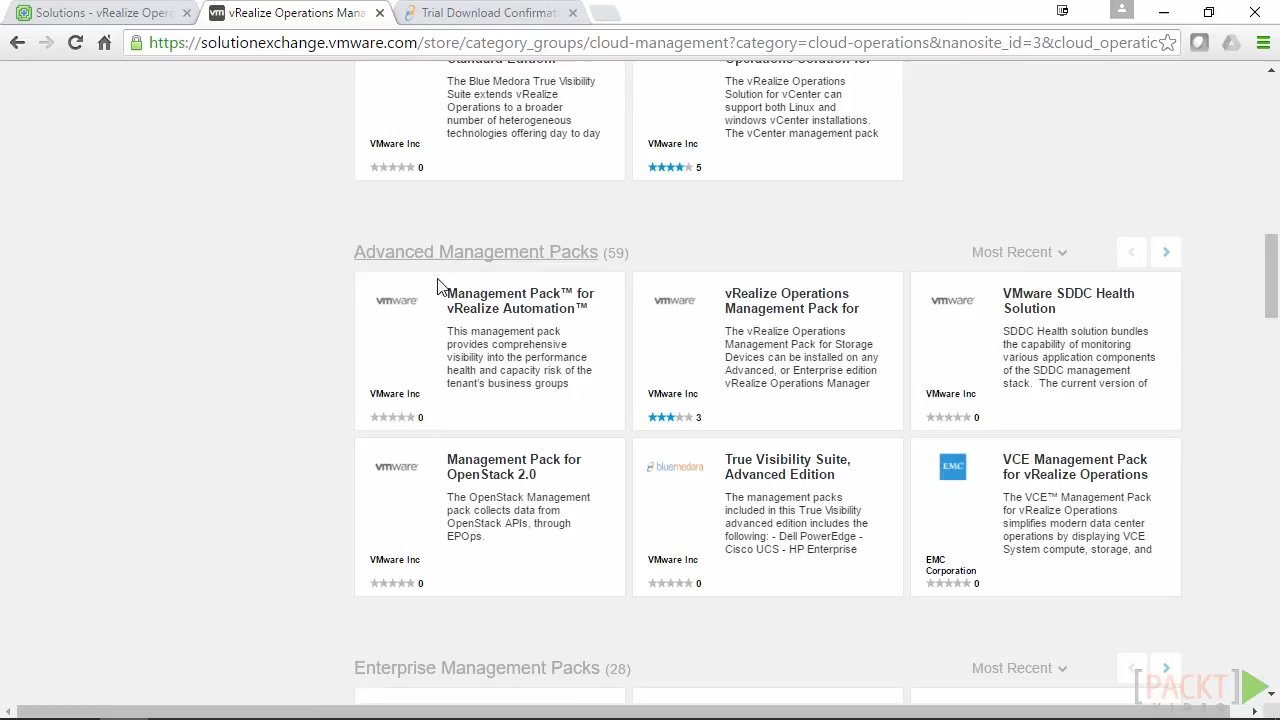 Solutions - vRealize Oper
vm vRealize Operations Mana
Trial Download Confirmat
https://solutionexchange.vmware.com/store/category_groups/cloud-management?category=cloud-operations&nanosite_id=3&cloud_operatic
Standard Edition.
The Blue Medora True Visibility
Suite extends vRealize
Operations to a broader
number of heterogeneous
technologies offering day to day
VMware Inc
0
Operations Solution for
The vRealize Operations
Solution for vCenter can
support both Linux and
windows vCenter installations.
The vCenter management pack
VMware Inc
5
Advanced Management Packs (59)
Most Recent
vmware
Management Pack™ for
vRealize Automation™
This management pack
provides comprehensive
visibility into the performance
health and capacity risk of the
tenant's business groups
VMware Inc
0
vmware
vRealize Operations
Management Pack for
The vRealize Operations
Management Pack for Storage
Devices can be installed on any
Advanced, or Enterprise edition
vRealize Operations Manager
VMware Inc
3
vmware
VMware SDDC Health
Solution
SDDC Health solution bundles
the capability of monitoring
various application components
of the SDDC management
stack. The current version of
VMware Inc
0
vmware
Management Pack for
OpenStack 2.0
The OpenStack Management
pack collects data from
OpenStack APIs, through
EPOps.
VMware Inc
0
bluemedora
True Visibility Suite,
Advanced Edition
The management packs
included in this True Visibility
advanced edition includes the
following: - Dell PowerEdge -
Cisco UCS - HP Enterprise
VMware Inc
0
EMC
VCE Management Pack
for vRealize Operations
The VCE™ Management Pack
for vRealize Operations
simplifies modern data center
operations by displaying VCE
System compute, storage, and
EMC
Corporation
0
Enterprise Management Packs (28)
Most Recent
[PACKT]
VIDEO